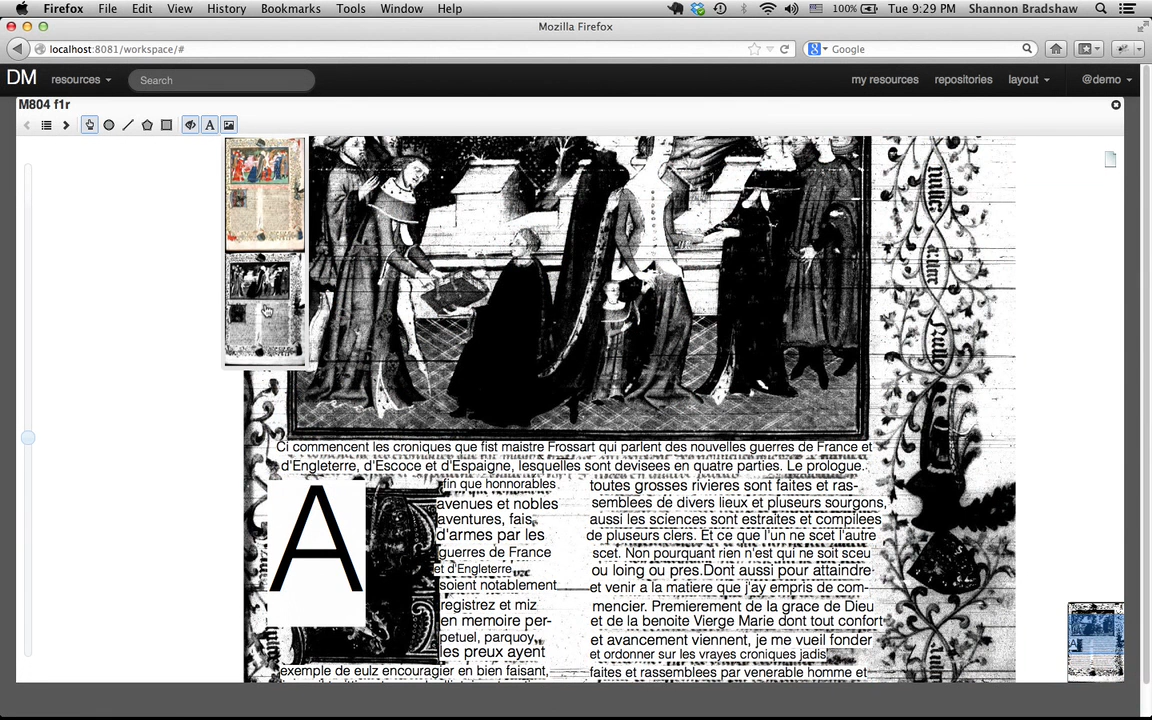 Firefox File Edit View History Bookmarks Tools Window Help 100% Tue 9:29 PM Shannon Bradshaw
Mozilla Firefox
localhost:8081/workspace/# Google
DM resources Search my resources repositories layout @demo
M804 f1r
A
Ci commencent les croniques que fist maistre Frossart qui parlent des nouvelles guerres de France et
d'Engleterre, d'Escoce et d'Espaigne, lesquelles sont devisees en quatre parties. Le prologue.
A
fin que honnorables
avenues et nobles
aventures, fais
d'armes par les
guerres de France
et d'Engleterre
soient notablement
registrez et miz
en memoire per-
petuel, parquoy
les preux ayent
exemple de eulz encouragier en bien faisant,
toutes grosses rivieres sont faites et ras-
semblees de divers lieux et pluseurs sourgons,
aussi les sciences sont estraites et compilees
de pluseurs clers. Et ce que l'un ne scet l'autre
scet. Non pourquant rien n'est qui ne soit sceu
ou loing ou pres.Dont aussi pour attaindre
et venir a la matiere que j'ay empris de com-
mencier. Premierement de la grace de Dieu
et de la benoite Vierge Marie dont tout confort
et avancement viennent, je me vueil fonder
et ordonner sur les vrayes croniques jadis
faites et rassemblees par venerable homme et